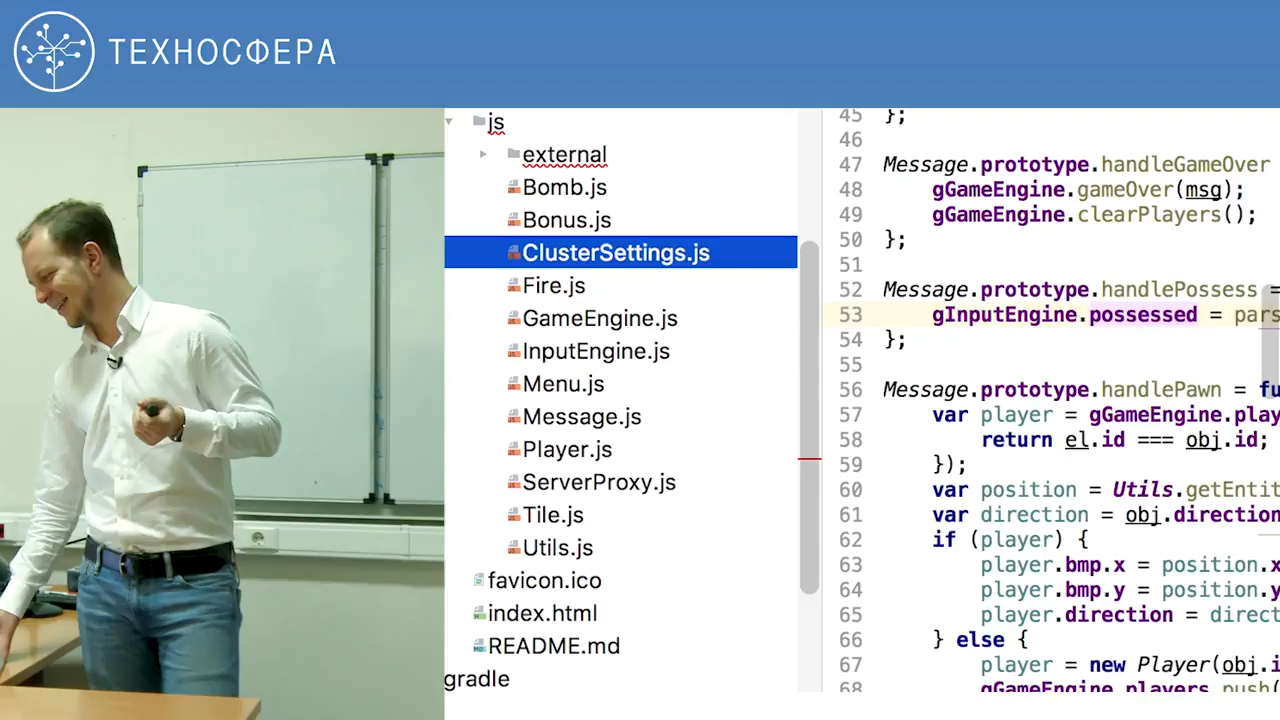 ТЕХНОСФЕРА
js
external
Bomb.js
Bonus.js
ClusterSettings.js
Fire.js
GameEngine.js
InputEngine.js
Menu.js
Message.js
Player.js
ServerProxy.js
Tile.js
Utils.js
favicon.ico
index.html
README.md
gradle
45 };
46
47 Message.prototype.handleGameOver
48 gGameEngine.gameOver(msg);
49 gGameEngine.clearPlayers();
50 };
51
52 Message.prototype.handlePossess =
53 gInputEngine.possessed = pars
54 };
55
56 Message.prototype.handlePawn = fu
57 var player = gGameEngine.play
58 return el.id === obj.id;
59 });
60 var position = Utils.getEntit
61 var direction = obj.direction
62 if (player) {
63 player.bmp.x = position.x
64 player.bmp.y = position.y
65 player.direction = direct
66 } else {
67 player = new Player(obj.i
68 gGameEngine.players.push(